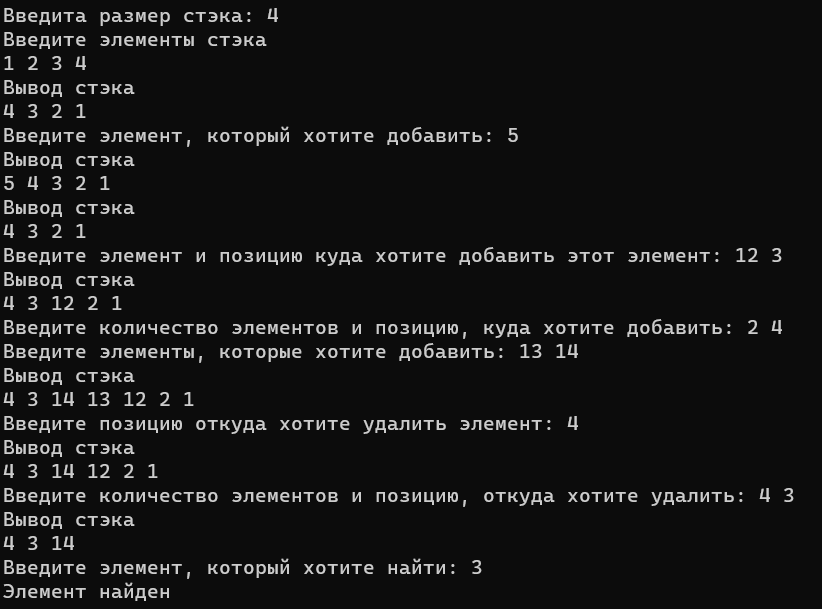 Введита размер стэка: 4
Введите элементы стэка
1 2 3 4
Вывод стэка
4 3 2 1
Введите элемент, который хотите добавить: 5
Вывод стэка
5 4 3 2 1
Вывод стэка
4 3 2 1
Введите элемент и позицию куда хотите добавить этот элемент: 12 3
Вывод стэка
4 3 12 2 1
Введите количество элементов и позицию, куда хотите добавить: 2 4
Введите элементы, которые хотите добавить: 13 14
Вывод стэка
4 3 14 13 12 2 1
Введите позицию откуда хотите удалить элемент: 4
Вывод стэка
4 3 14 12 2 1
Введите количество элементов и позицию, откуда хотите удалить: 4 3
Вывод стэка
4 3 14
Введите элемент, который хотите найти: 3
Элемент найден